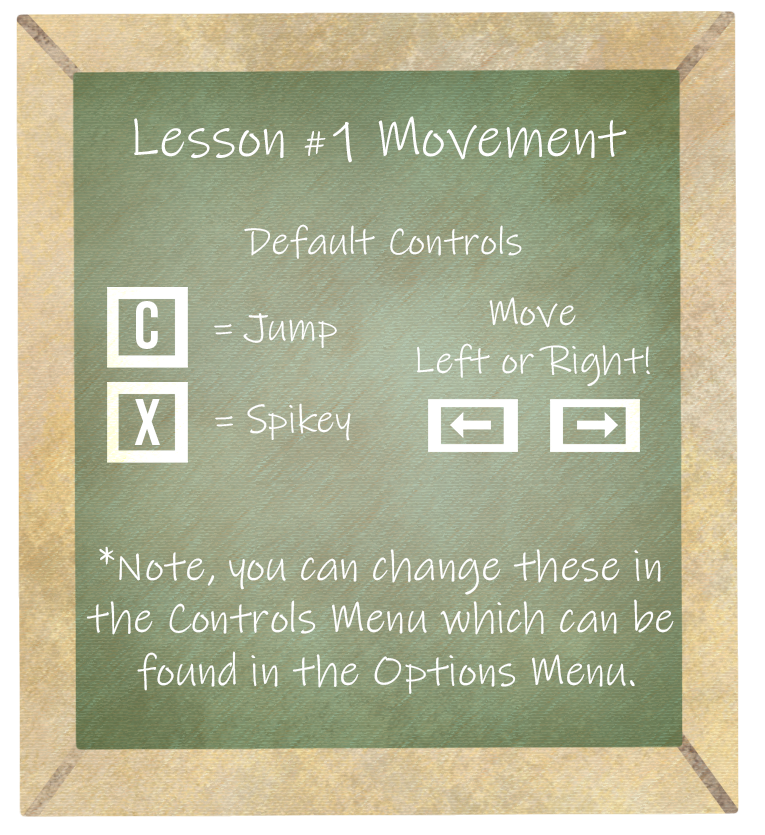 Lesson #1 Movement
Default Controls
C = Jump
X = Spikey
Move
Left or Right!
← →
*Note, you can change these in
the Controls Menu which can be
found in the Options Menu.